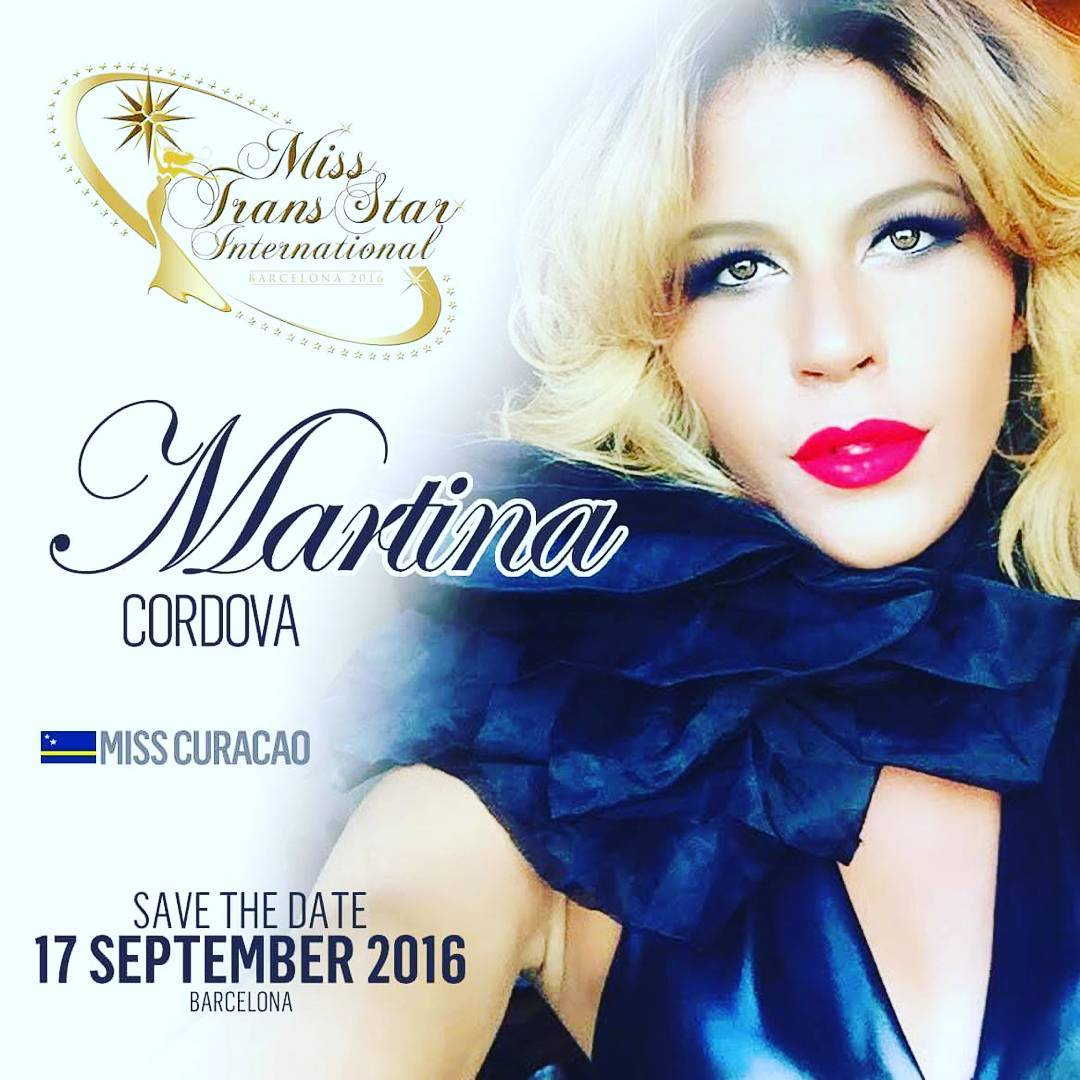 Miss
Trans Star
International
BARCELONA 2016
Martina
CORDOVA
MISS CURACAO
SAVE THE DATE
17 SEPTEMBER 2016
BARCELONA